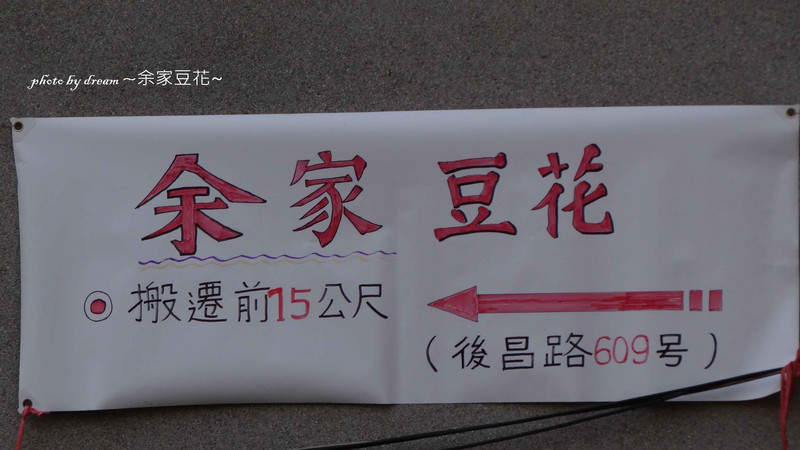 photo by dream ～余家豆花～
余家豆花
搬遷前15公尺
（後昌路609号）